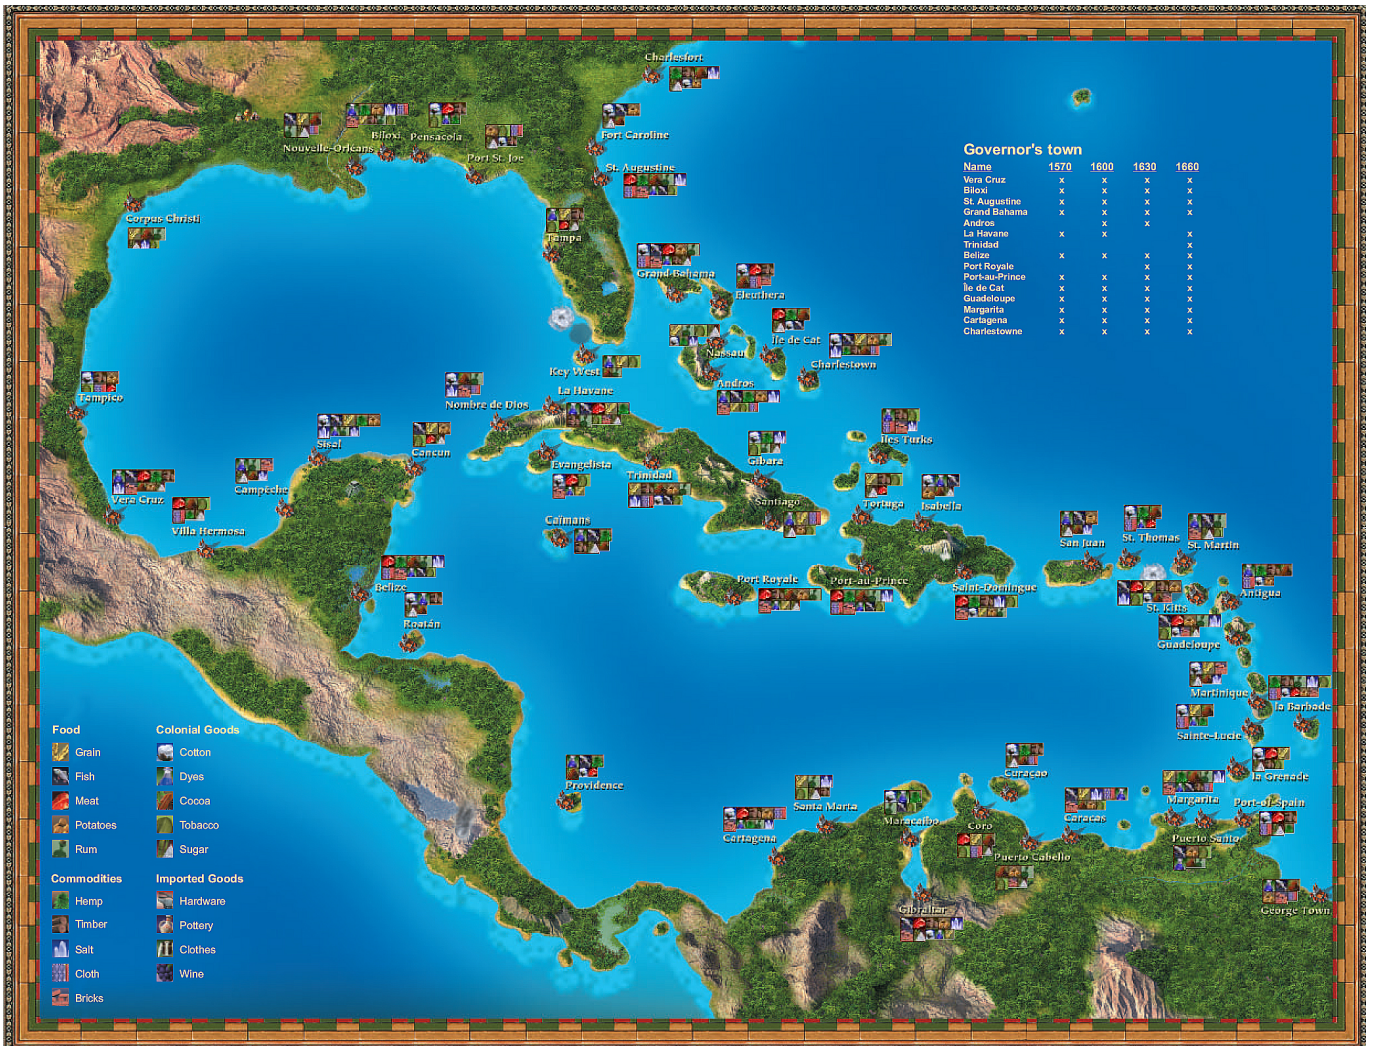 Charlesfort
Fort Caroline
Biloxi
Pensacola
Nouvelle-Orléans
Port St. Joe
St. Augustine
Corpus Christi
Tampa
Grand Bahama
Eleuthera
Nassau
Île de Cat
Charlestown
Key West
Andros
Tampico
Nombre de Dios
La Havane
Sisal
Cancun
Îles Turks
Gibara
Evangelista
Trinidad
Campêche
Vera Cruz
Villa Hermosa
Santiago
Tortuga
Isabella
Caïmans
San Juan
St. Thomas
St. Martin
Belize
Port Royale
Port-au-Prince
Saint-Domingue
Antigua
St. Kitts
Roatán
Guadeloupe
Martinique
la Barbade
Sainte-Lucie
Providence
Curaçao
la Grenade
Santa Marta
Margarita
Port-of-Spain
Cartagena
Maracaibo
Coro
Caracas
Puerto Santo
Puerto Cabello
Gibraltar
George Town
Governor's town
Name 1570 1600 1630 1660
Vera Cruz x x x x
Biloxi x x x x
St. Augustine x x x x
Grand Bahama x x x x
Andros x x
La Havane x x x
Trinidad x
Belize x x x x
Port Royale x x
Port-au-Prince x x x x
Île de Cat x x x x
Guadeloupe x x x x
Margarita x x x x
Cartagena x x x x
Charlestowne x x x x
Food
Grain
Fish
Meat
Potatoes
Rum
Colonial Goods
Cotton
Dyes
Cocoa
Tobacco
Sugar
Commodities
Hemp
Timber
Salt
Cloth
Bricks
Imported Goods
Hardware
Pottery
Clothes
Wine